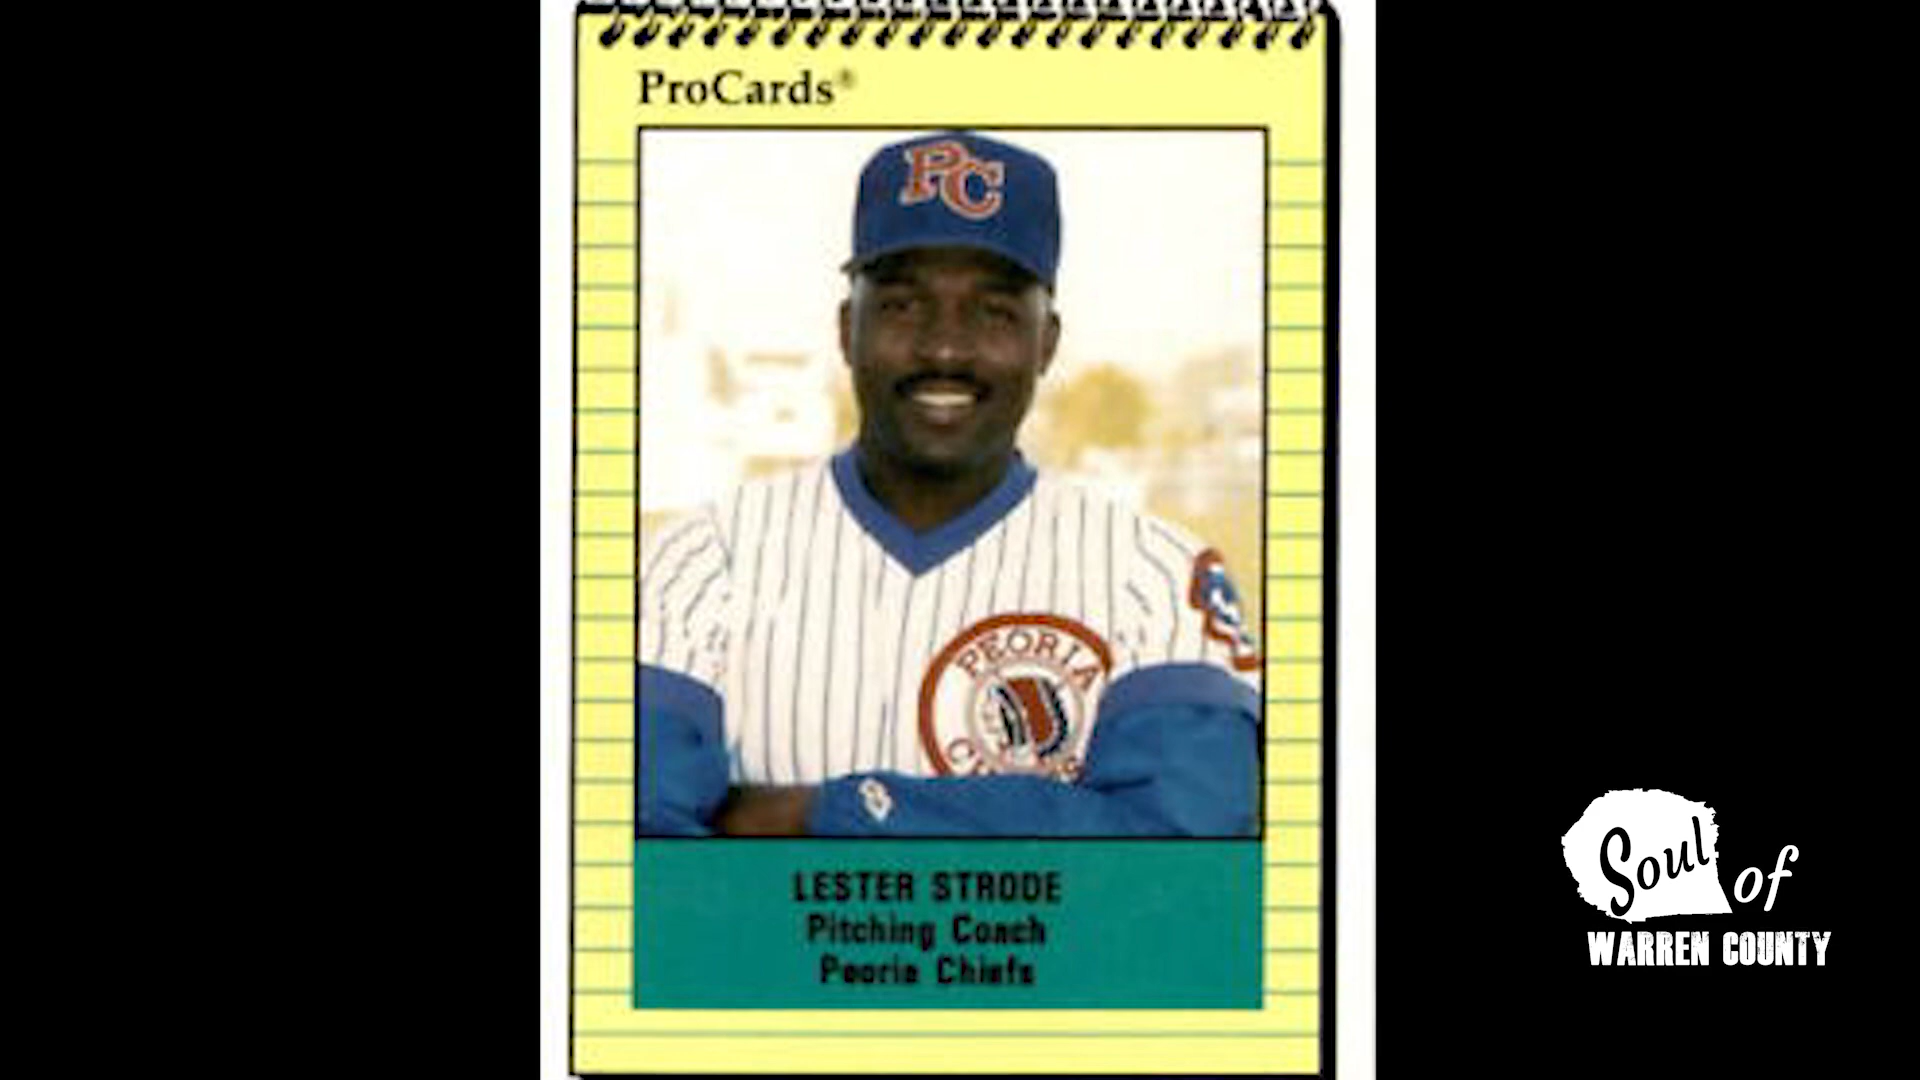 ProCards®
PC
PEORIA
LESTER STRODE
Pitching Coach
Peoria Chiefs
Soul of
WARREN COUNTY